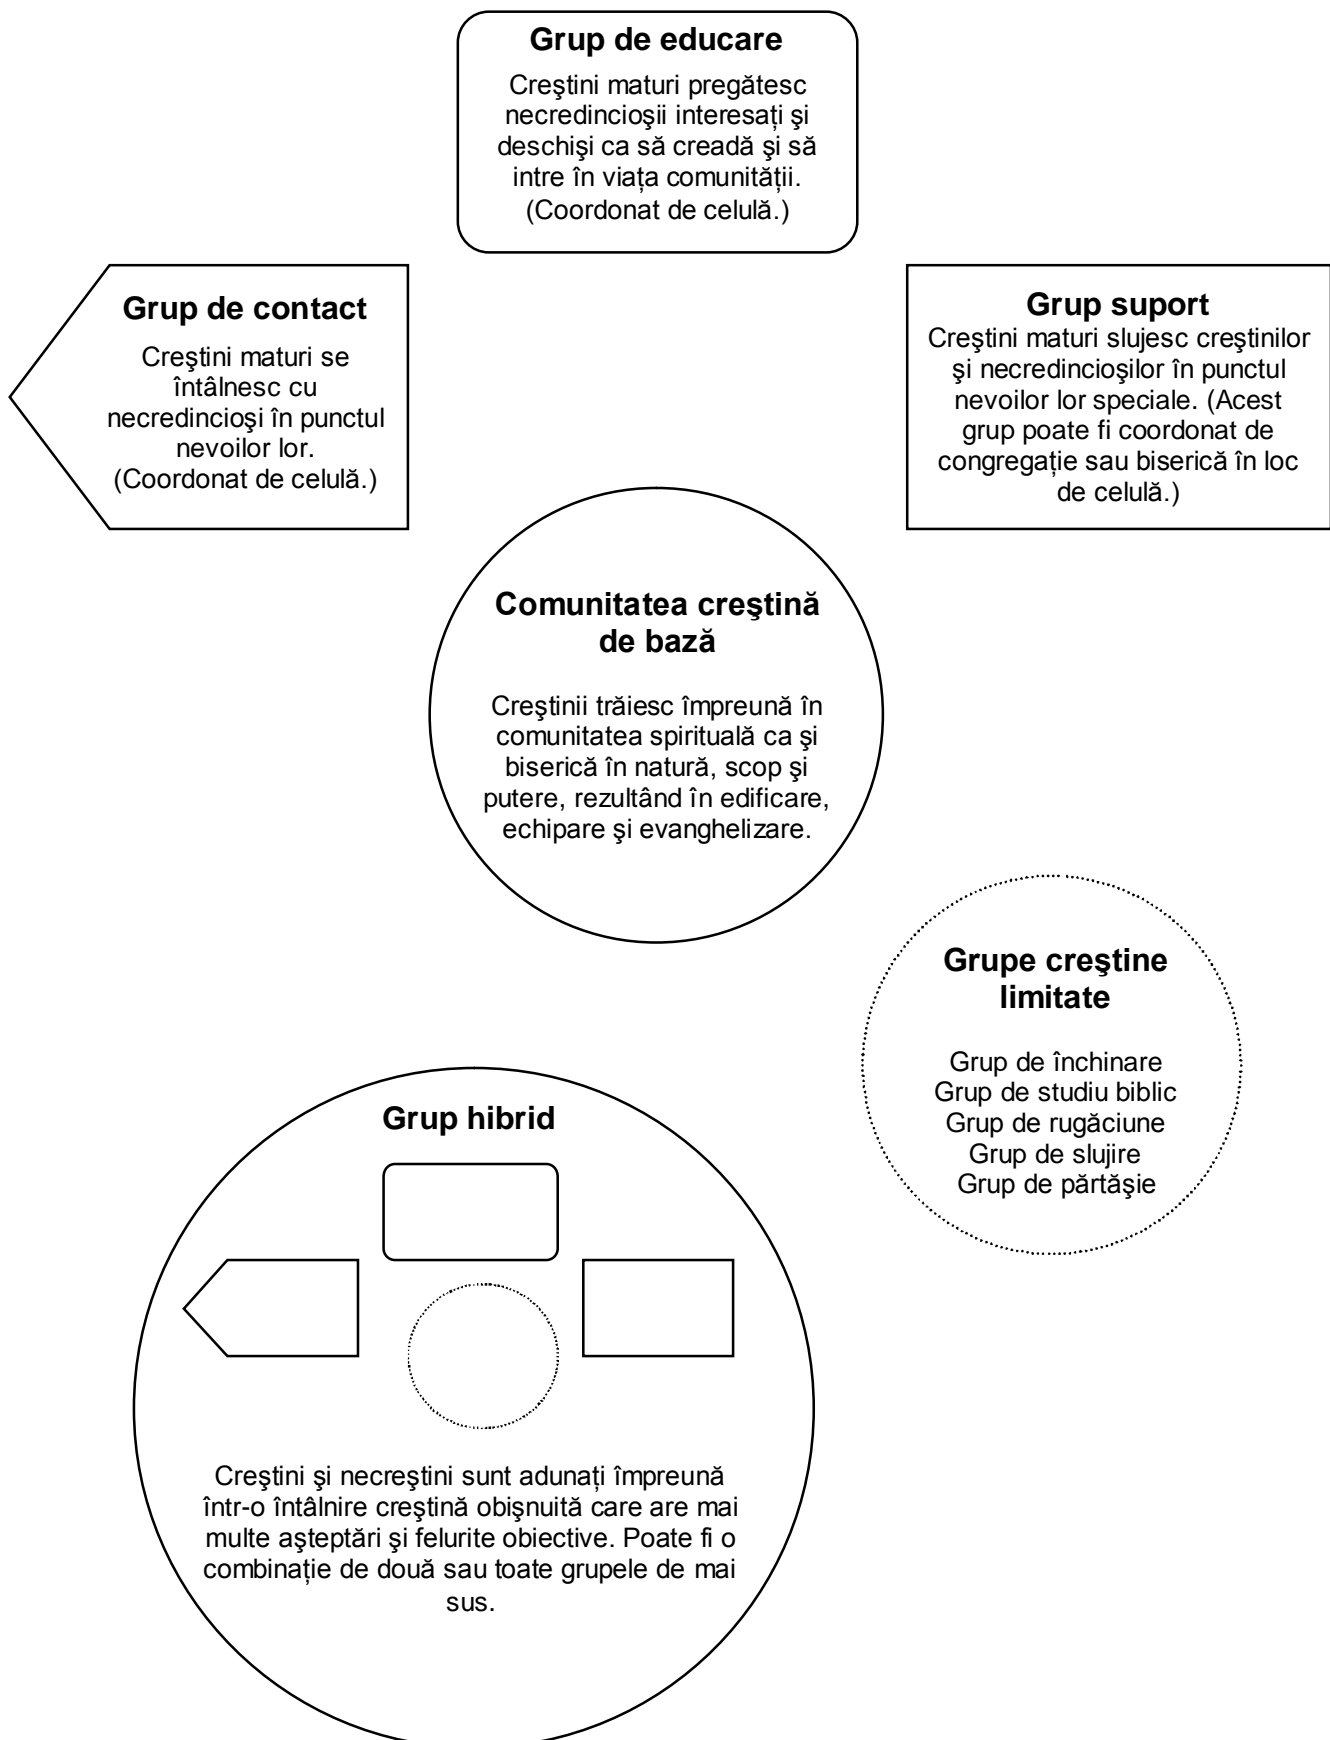 Grup de educare
Creştini maturi pregătesc
necredincioşii interesaţi şi
deschişi ca să creadă şi să
intre în viaţa comunităţii.
(Coordonat de celulă.)
Grup de contact
Creştini maturi se
întâlnesc cu
necredincioşi în punctul
nevoilor lor.
(Coordonat de celulă.)
Grup suport
Creştini maturi slujesc creştinilor
şi necredincioşilor în punctul
nevoilor lor speciale. (Acest
grup poate fi coordonat de
congregaţie sau biserică în loc
de celulă.)
Comunitatea creştină
de bază
Creştinii trăiesc împreună în
comunitatea spirituală ca şi
biserică în natură, scop şi
putere, rezultând în edificare,
echipare şi evanghelizare.
Grupe creştine
limitate
Grup de închinare
Grup de studiu biblic
Grup de rugăciune
Grup de slujire
Grup de părtăşie
Grup hibrid
Creştini şi necreştini sunt adunaţi împreună
într-o întâlnire creştină obişnuită care are mai
multe aşteptări şi felurite obiective. Poate fi o
combinaţie de două sau toate grupele de mai
sus.